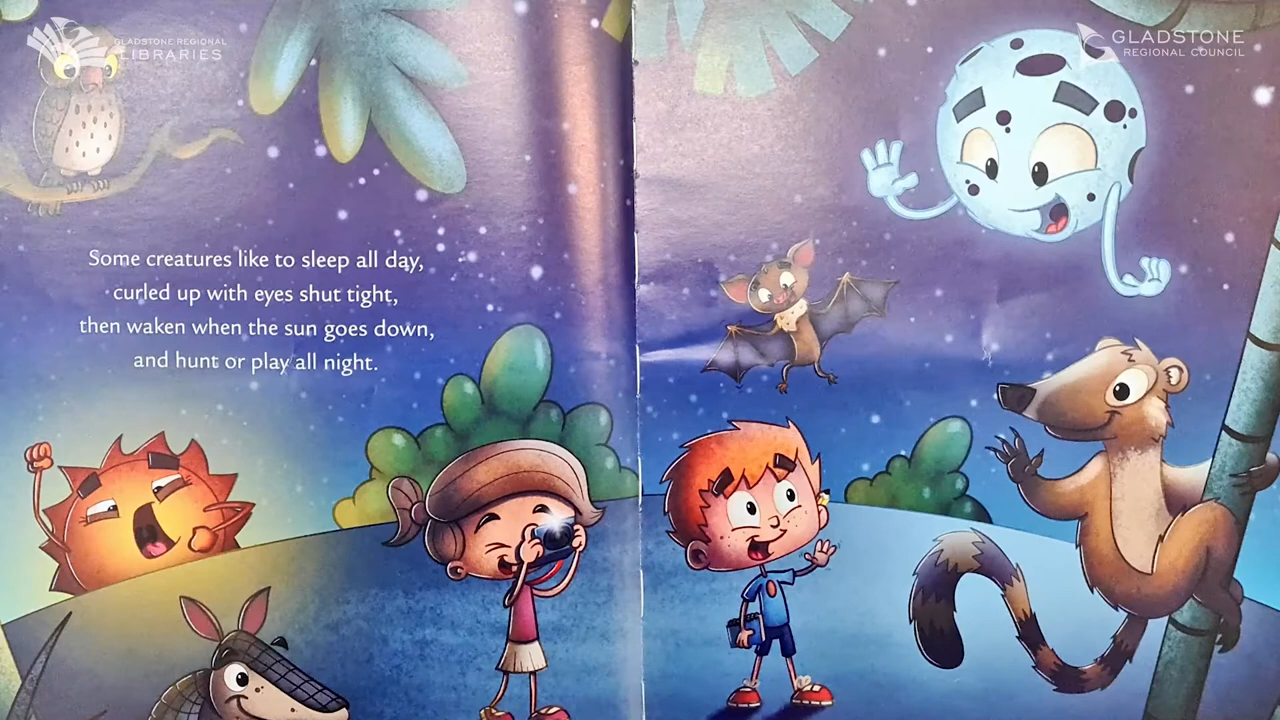 GLADSTONE REGIONAL
LIBRARIES
GLADSTONE
REGIONAL COUNCIL
Some creatures like to sleep all day,
curled up with eyes shut tight,
then waken when the sun goes down,
and hunt or play all night.